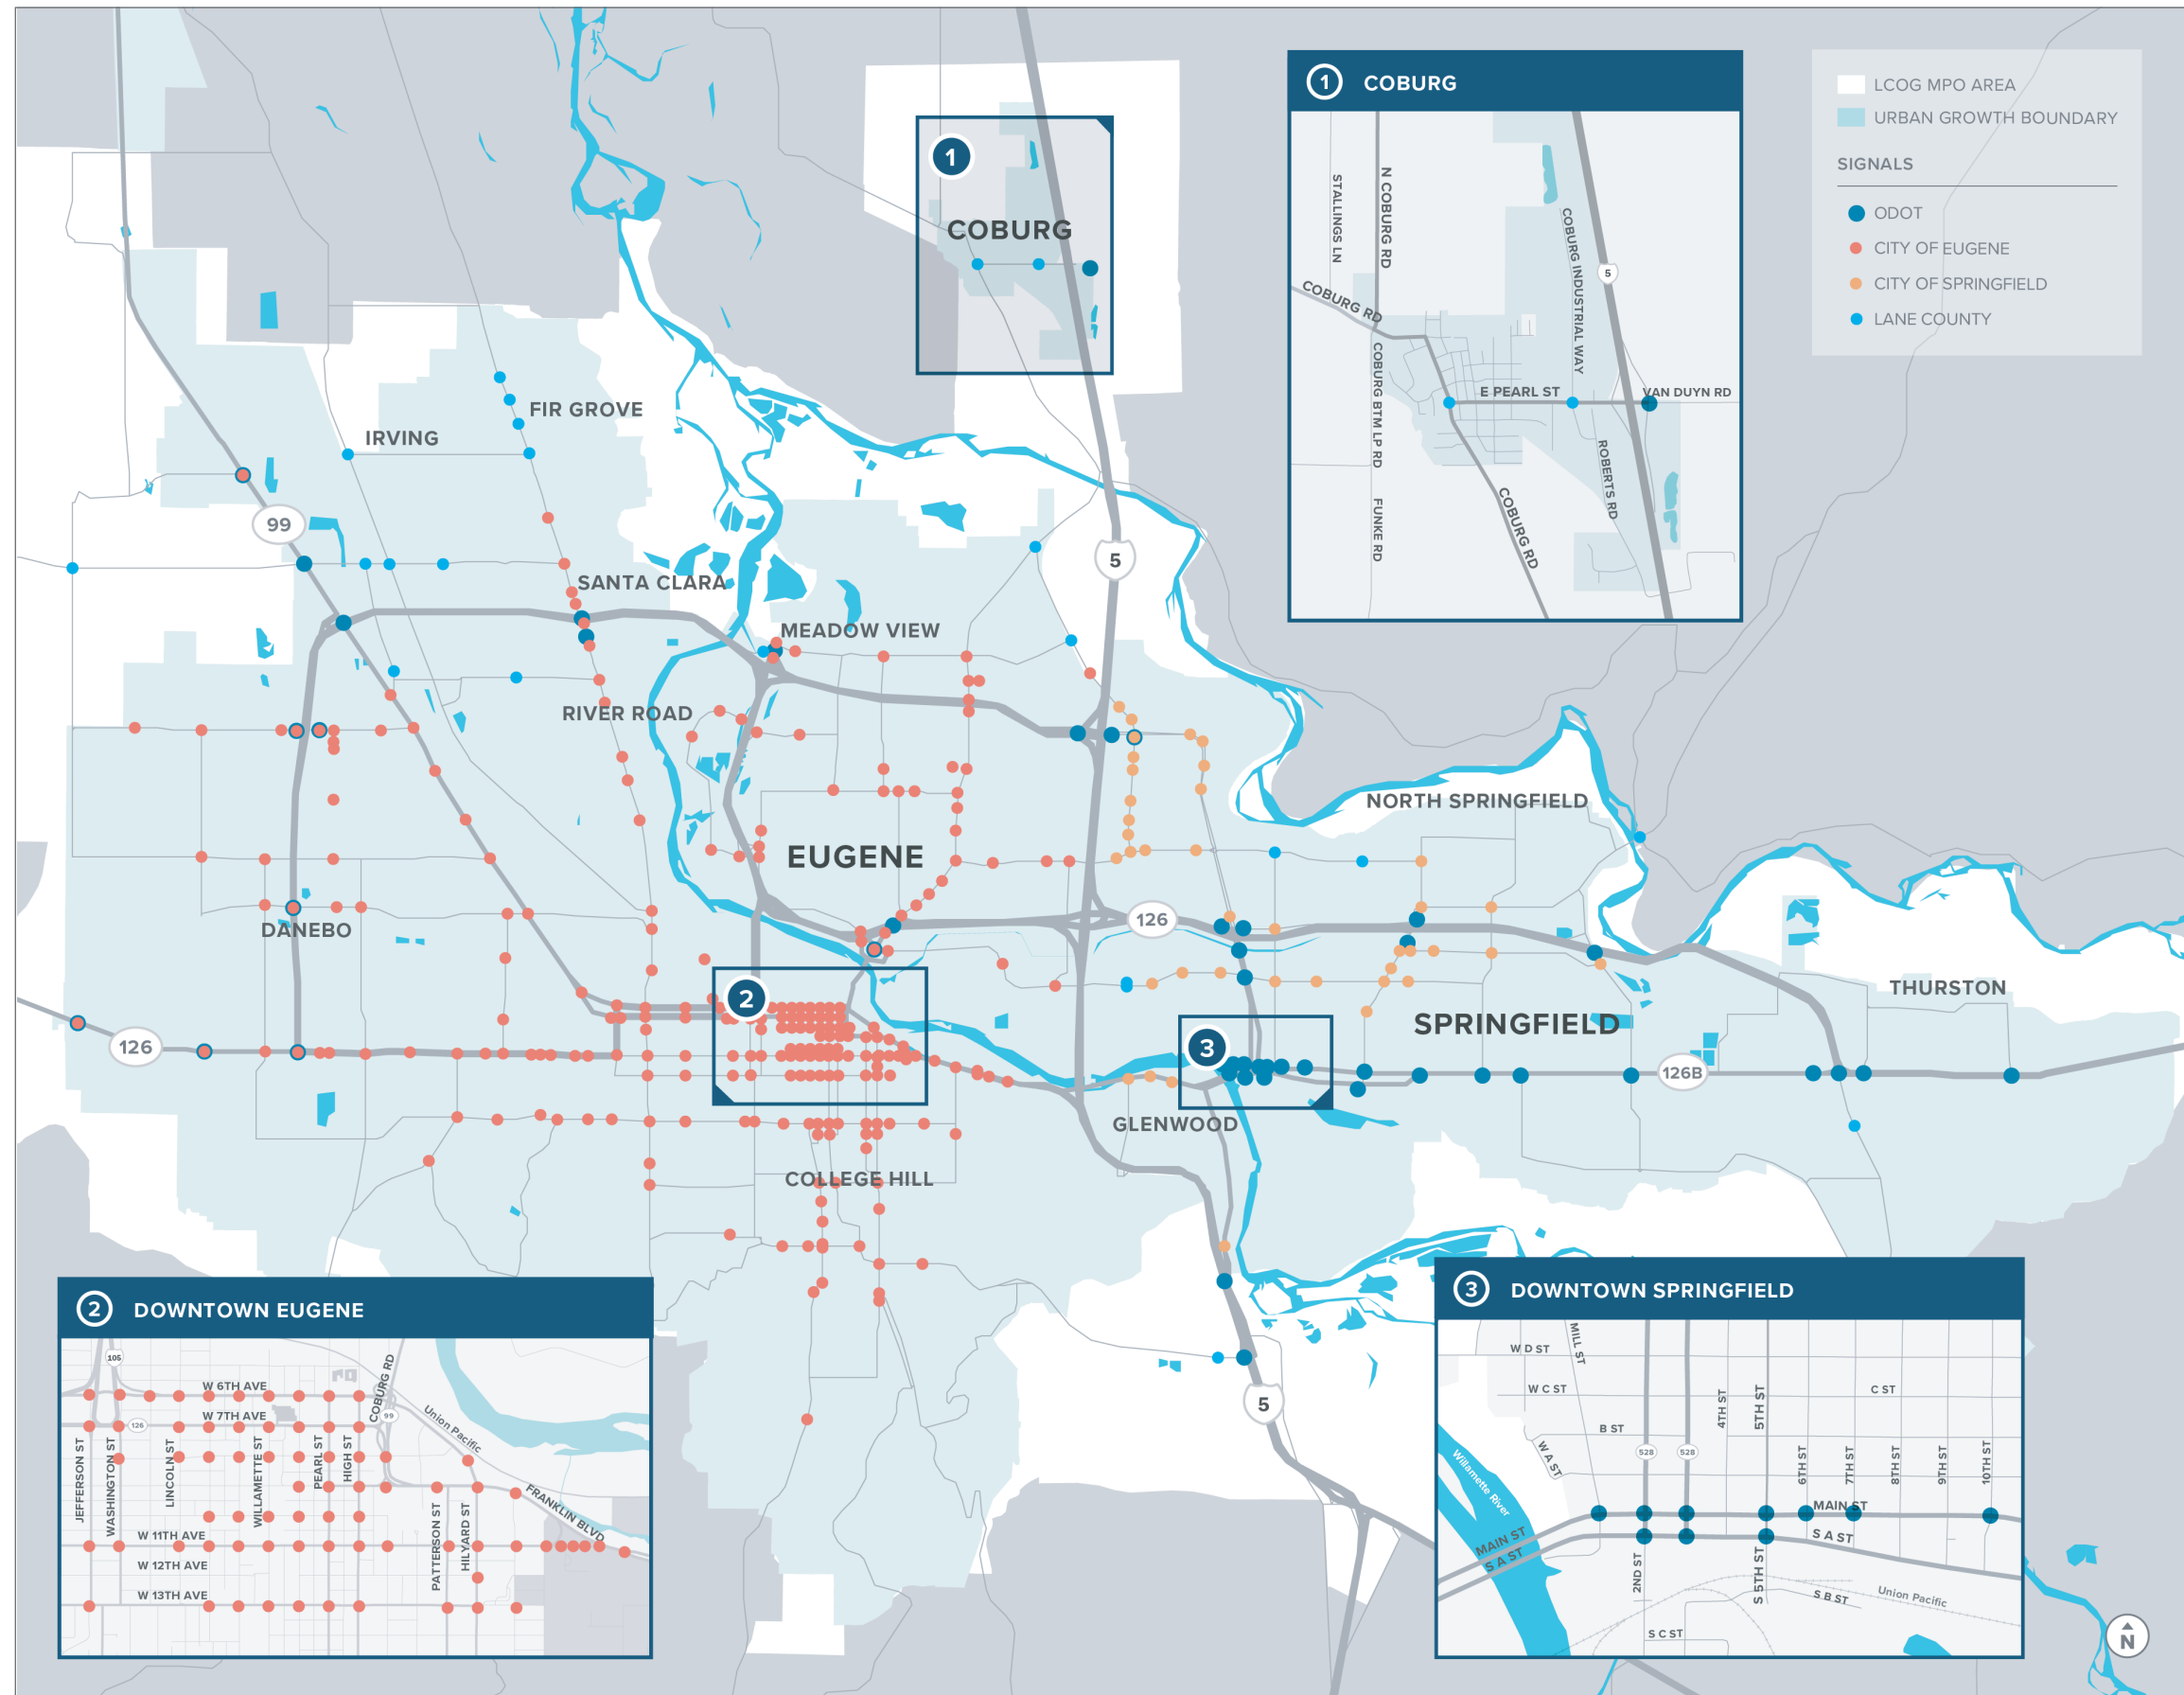 1
COBURG
STALLINGS LN
N COBURG RD
COBURG INDUSTRIAL WAY
5
COBURG RD
COBURG BTM LP RD
E PEARL ST
VAN DUYN RD
ROBERTS RD
FUNKE RD
COBURG RD
LCOG MPO AREA
URBAN GROWTH BOUNDARY
SIGNALS
ODOT
CITY OF EUGENE
CITY OF SPRINGFIELD
LANE COUNTY
1
COBURG
FIR GROVE
IRVING
99
5
SANTA CLARA
MEADOW VIEW
RIVER ROAD
NORTH SPRINGFIELD
EUGENE
126
DANEBO
THURSTON
2
SPRINGFIELD
126
3
126B
GLENWOOD
COLLEGE HILL
5
2
DOWNTOWN EUGENE
105
W 6TH AVE
COBURG RD
W 7TH AVE
126
99
Union Pacific
JEFFERSON ST
WASHINGTON ST
LINCOLN ST
WILLAMETTE ST
PEARL ST
HIGH ST
PATTERSON ST
HILYARD ST
FRANKLIN BLVD
W 11TH AVE
W 12TH AVE
W 13TH AVE
3
DOWNTOWN SPRINGFIELD
W D ST
MILL ST
W C ST
4TH ST
5TH ST
C ST
B ST
W A ST
528
528
6TH ST
7TH ST
8TH ST
9TH ST
10TH ST
Willamette River
MAIN ST
MAIN ST
S A ST
S A ST
2ND ST
S 5TH ST
S B ST
Union Pacific
S C ST
N